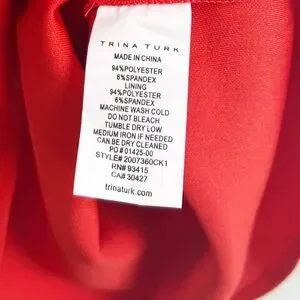 TRINA TURK
MADE IN CHINA
94%POLYESTER
6%SPANDEX
LINING
94%POLYESTER
6%SPANDEX
MACHINE WASH COLD
DO NOT BLEACH
TUMBLE DRY LOW
MEDIUM IRON IF NEEDED
CAN BE DRY CLEANED
PO # 01425-00
STYLE# 2007360CK1
RN# 93415
CA# 30427
trinaturk.com